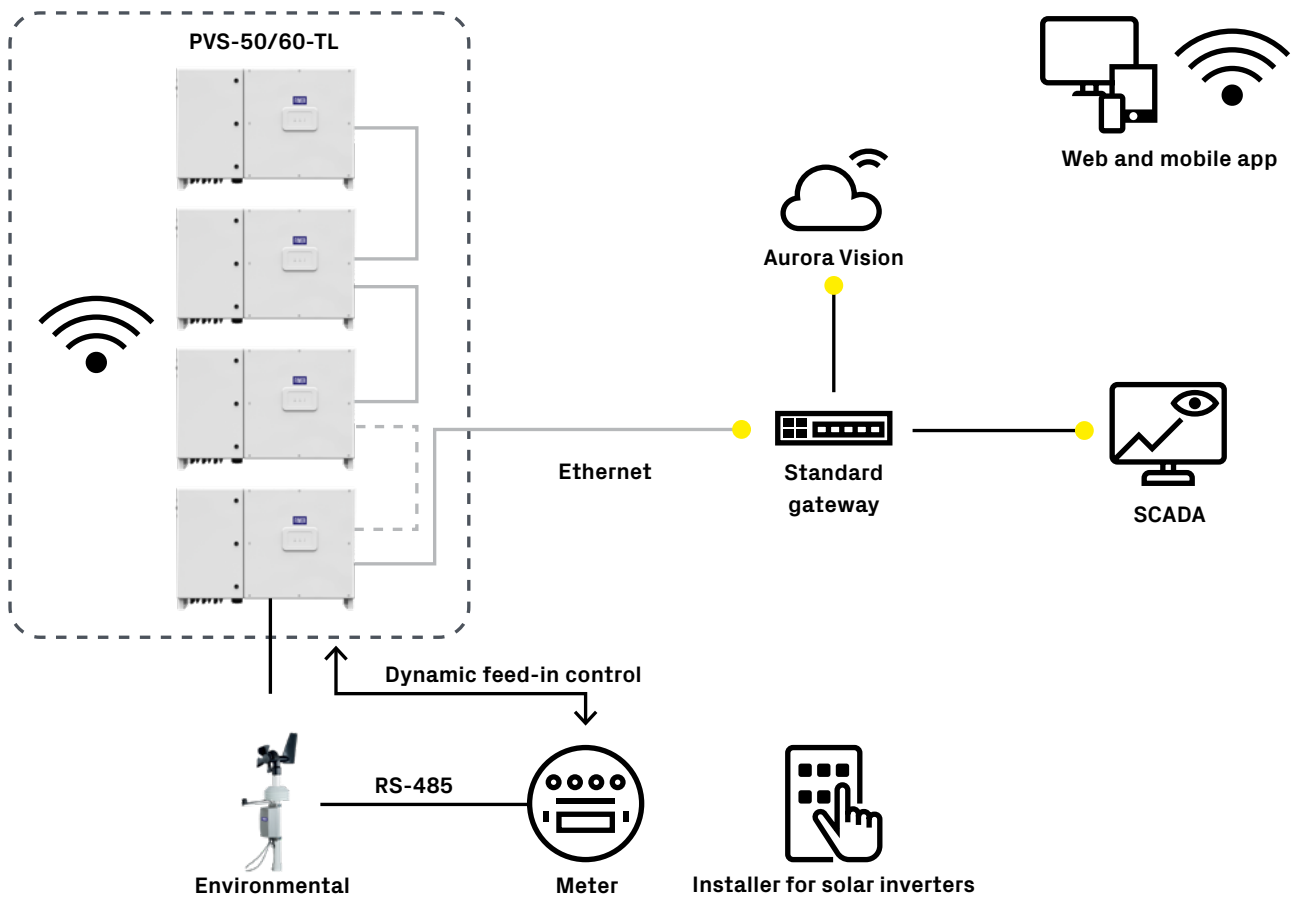 PVS-50/60-TL
Web and mobile app
Aurora Vision
Ethernet
Standard
gateway
SCADA
Dynamic feed-in control
RS-485
Environmental
Meter
Installer for solar inverters